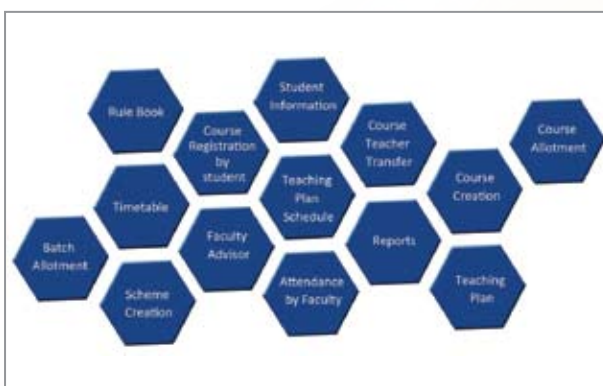 Rule Book
Student
Information
Course
Registration
by
student
Course
Teacher
Transfer
Course
Allotment
Timetable
Teaching
Plan
Schedule
Course
Creation
Batch
Allotment
Faculty
Advisor
Reports
Scheme
Creation
Attendance
by Faculty
Teaching
Plan